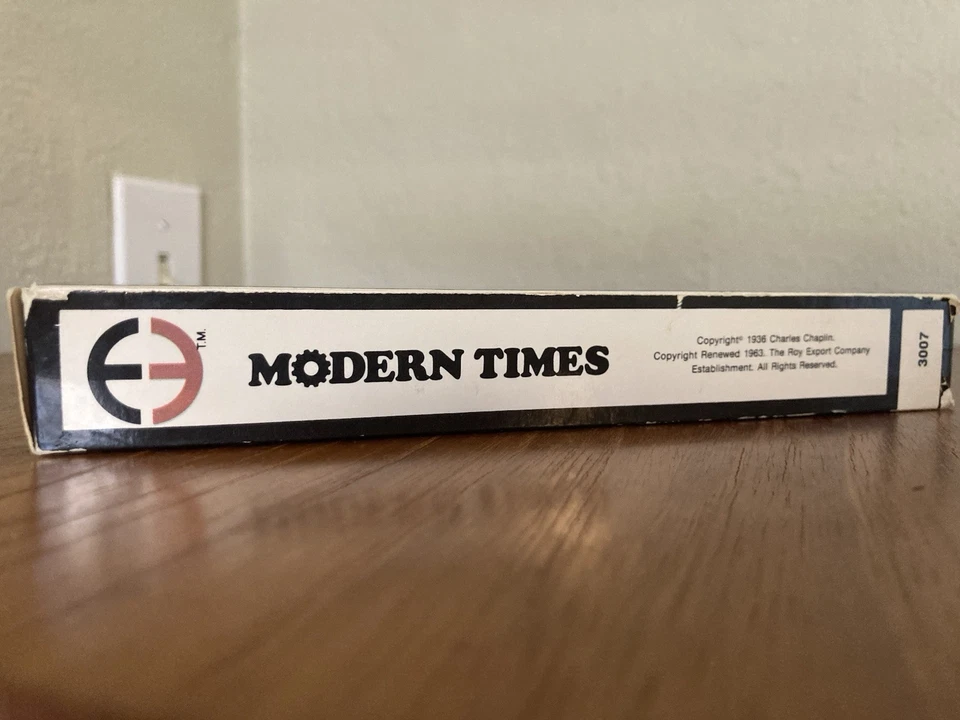 T.M.
MODERN TIMES
Copyright© 1936 Charles Chaplin.
Copyright Renewed 1963. The Roy Export Company
Establishment. All Rights Reserved.
3007